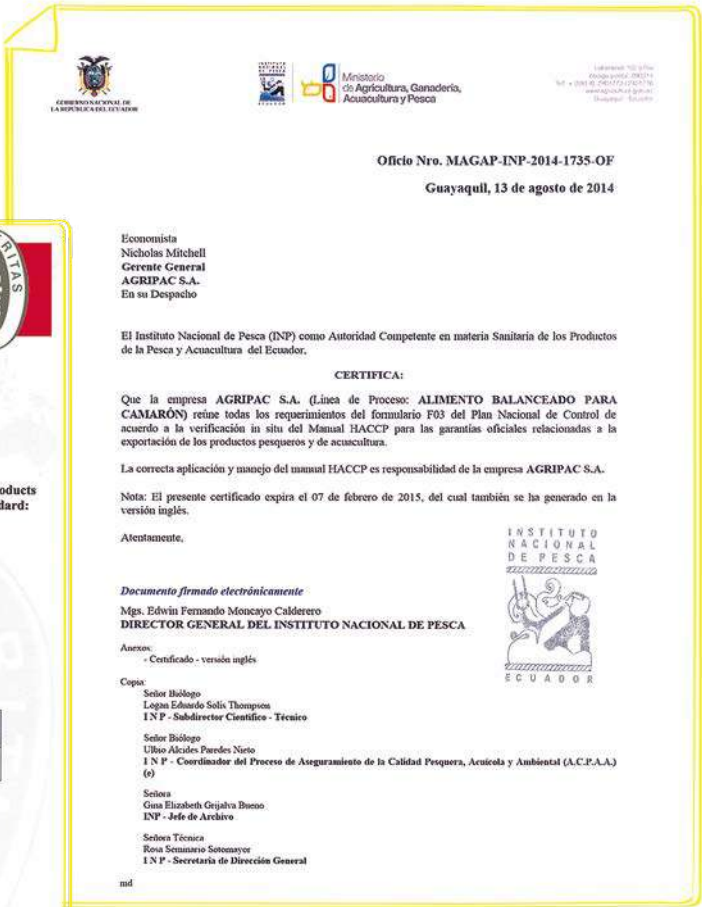 GOBIERNO NACIONAL DE
LA REPÚBLICA DEL ECUADOR
INSTITUTO
NACIONAL
DE PESCA
ECUADOR
Ministerio
de Agricultura, Ganadería,
Acuacultura y Pesca
Oficio Nro. MAGAP-INP-2014-1735-OF
Guayaquil, 13 de agosto de 2014
Economista
Nicholas Mitchell
Gerente General
AGRIPAC S.A.
En su Despacho
El Instituto Nacional de Pesca (INP) como Autoridad Competente en materia Sanitaria de los Productos
de la Pesca y Acuacultura del Ecuador,
CERTIFICA:
Que la empresa AGRIPAC S.A. (Linea de Proceso: ALIMENTO BALANCEADO PARA
CAMARÓN) reúne todas los requerimientos del formulario F03 del Plan Nacional de Control de
acuerdo a la verificación in situ del Manual HACCP para las garantías oficiales relacionadas a la
exportación de los productos pesqueros y de acuacultura.
La correcta aplicación y manejo del manual HACCP es responsabilidad de la empresa AGRIPAC S.A.
Nota: El presente certificado expira el 07 de febrero de 2015, del cual también se ha generado en la
versión inglés.
Atentamente,
INSTITUTO
NACIONAL
DE PESCA
ECUADOR
Documento firmado electrónicamente
Mgs. Edwin Fernando Moncayo Calderero
DIRECTOR GENERAL DEL INSTITUTO NACIONAL DE PESCA
Anexos:
- Certificado - versión inglés
Copia:
Señor Biólogo
Logan Eduardo Solis Thompson
I N P - Subdirector Científico - Técnico
Señor Biólogo
Ulbio Alcides Paredes Nieto
I N P - Coordinador del Proceso de Aseguramiento de la Calidad Pesquera, Acuícola y Ambiental (A.C.P.A.A.)
(e)
Señora
Gina Elizabeth Grijalva Bueno
INP - Jefe de Archivo
Señora Técnica
Rosa Seminario Sotomayor
I N P - Secretaria de Dirección General
md
RITAS
oducts
dard: